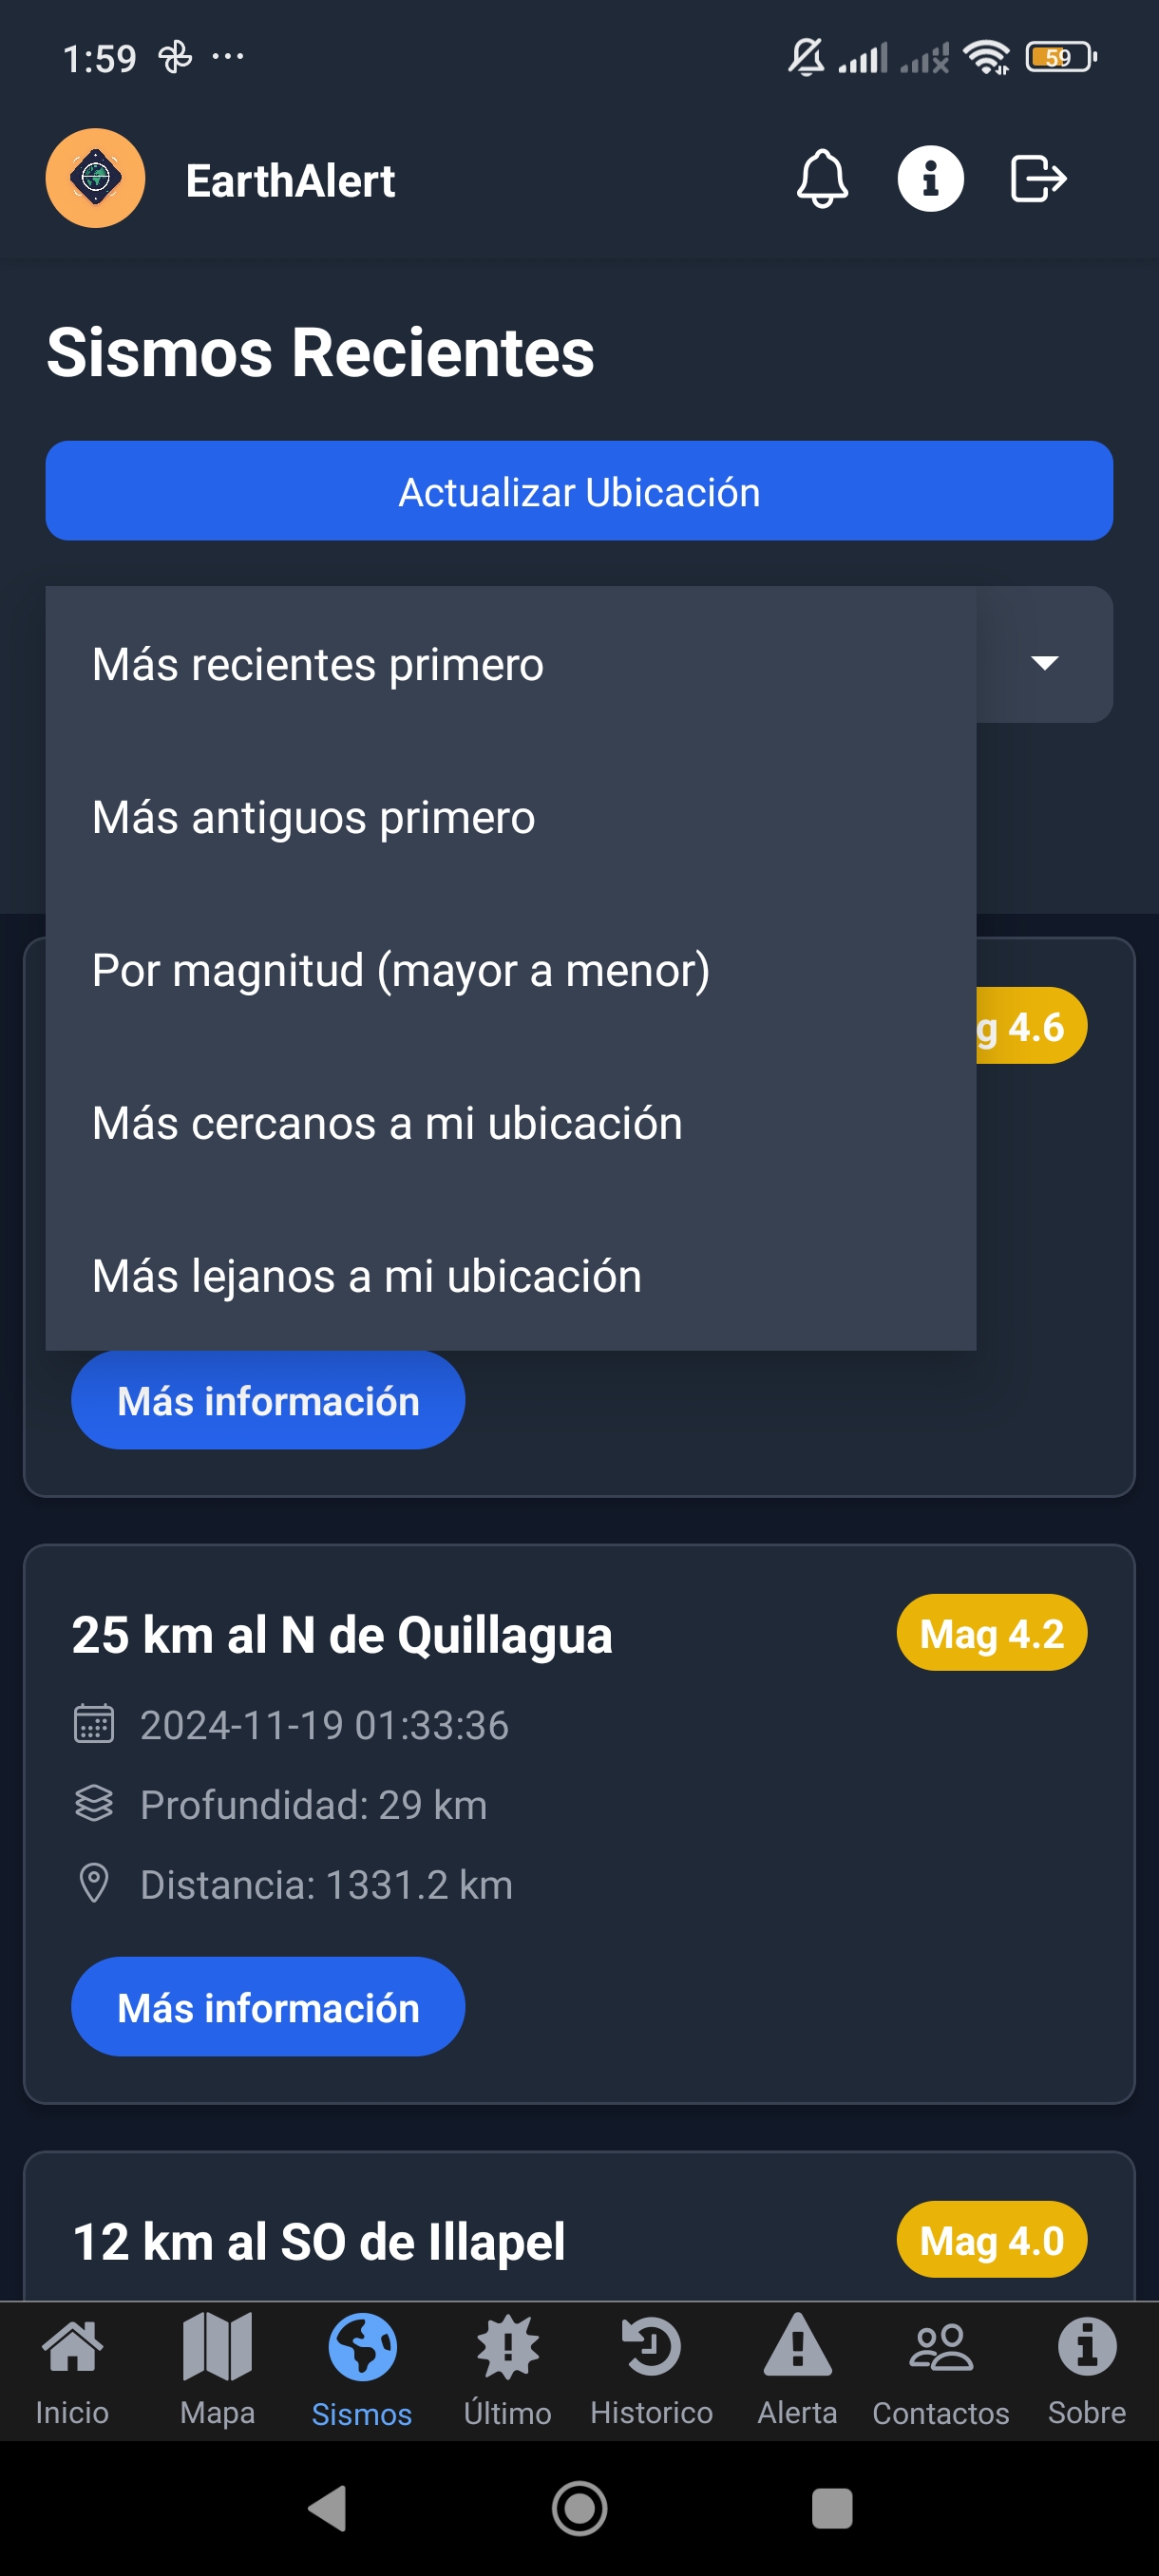 1:59
59
EarthAlert
Sismos Recientes
Actualizar Ubicación
Más recientes primero
Más antiguos primero
Por magnitud (mayor a menor)
g 4.6
Más cercanos a mi ubicación
Más lejanos a mi ubicación
Más información
25 km al N de Quillagua
Mag 4.2
2024-11-19 01:33:36
Profundidad: 29 km
Distancia: 1331.2 km
Más información
12 km al SO de Illapel
Mag 4.0
Inicio
Mapa
Sismos
Último
Historico
Alerta
Contactos
Sobre